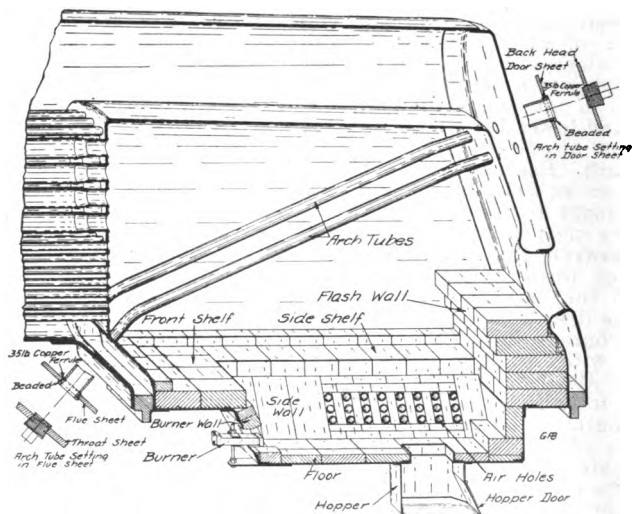 Back Head
Door Sheet
35lb Copper
Ferrule
Beaded
Arch tube Setting
in Door Sheet
Arch Tubes
Flash Wall
Front Shelf
Side Shelf
35lb Copper
Ferrule
Beaded
Flue Sheet
Throat Sheet
Arch Tube Setting
in Flue Sheet
Burner Wall
Burner
Side
Wall
Floor
G.F.B
Air Holes
Hopper
Hopper Door